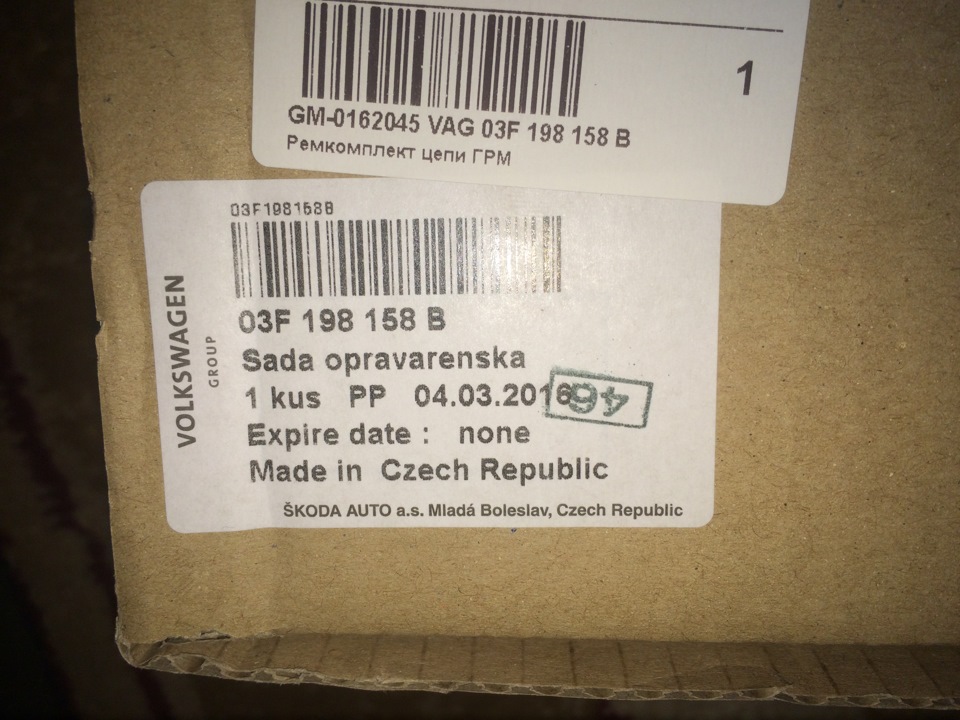 1
GM-0162045 VAG 03F 198 158 B
Ремкомплект цепи ГРМ
03F198158B
VOLKSWAGEN
GROUP
03F 198 158 B
Sada opravarenska
1 kus PP 04.03.2016
46
Expire date : none
Made in Czech Republic
ŠKODA AUTO a.s. Mladá Boleslav, Czech Republic